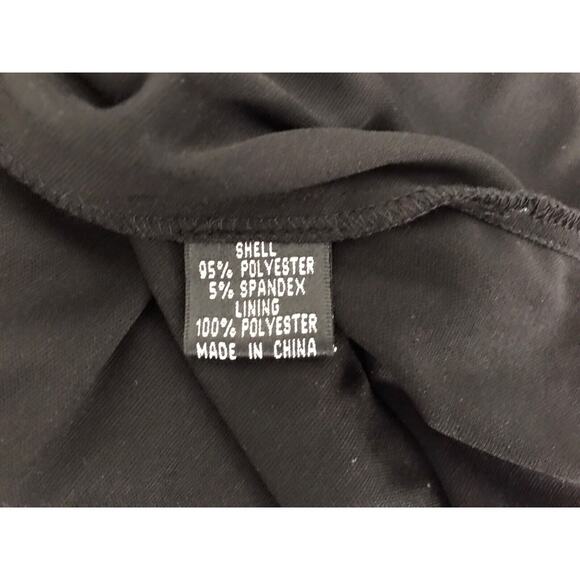 SHELL
95% POLYESTER
5% SPANDEX
LINING
100% POLYESTER
MADE IN CHINA